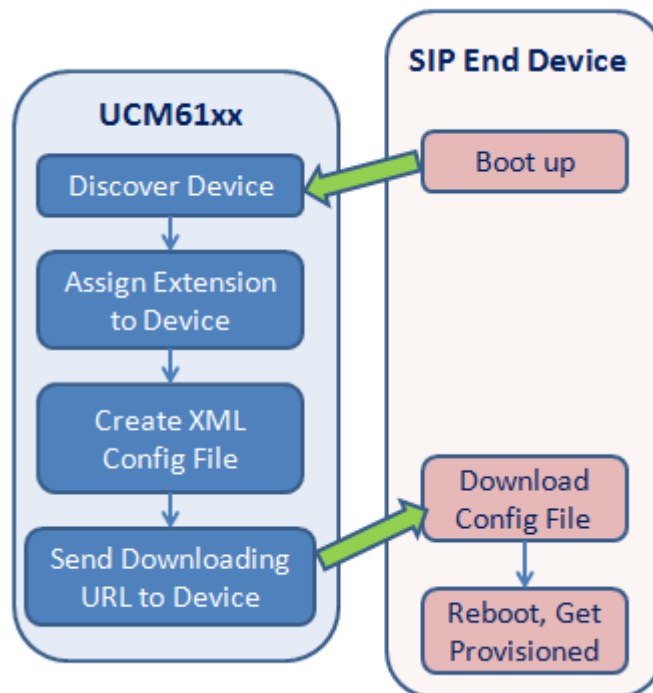 UCM61xx
Discover Device
Assign Extension
to Device
Create XML
Config File
Send Downloading
URL to Device
SIP End Device
Boot up
Download
Config File
Reboot, Get
Provisioned